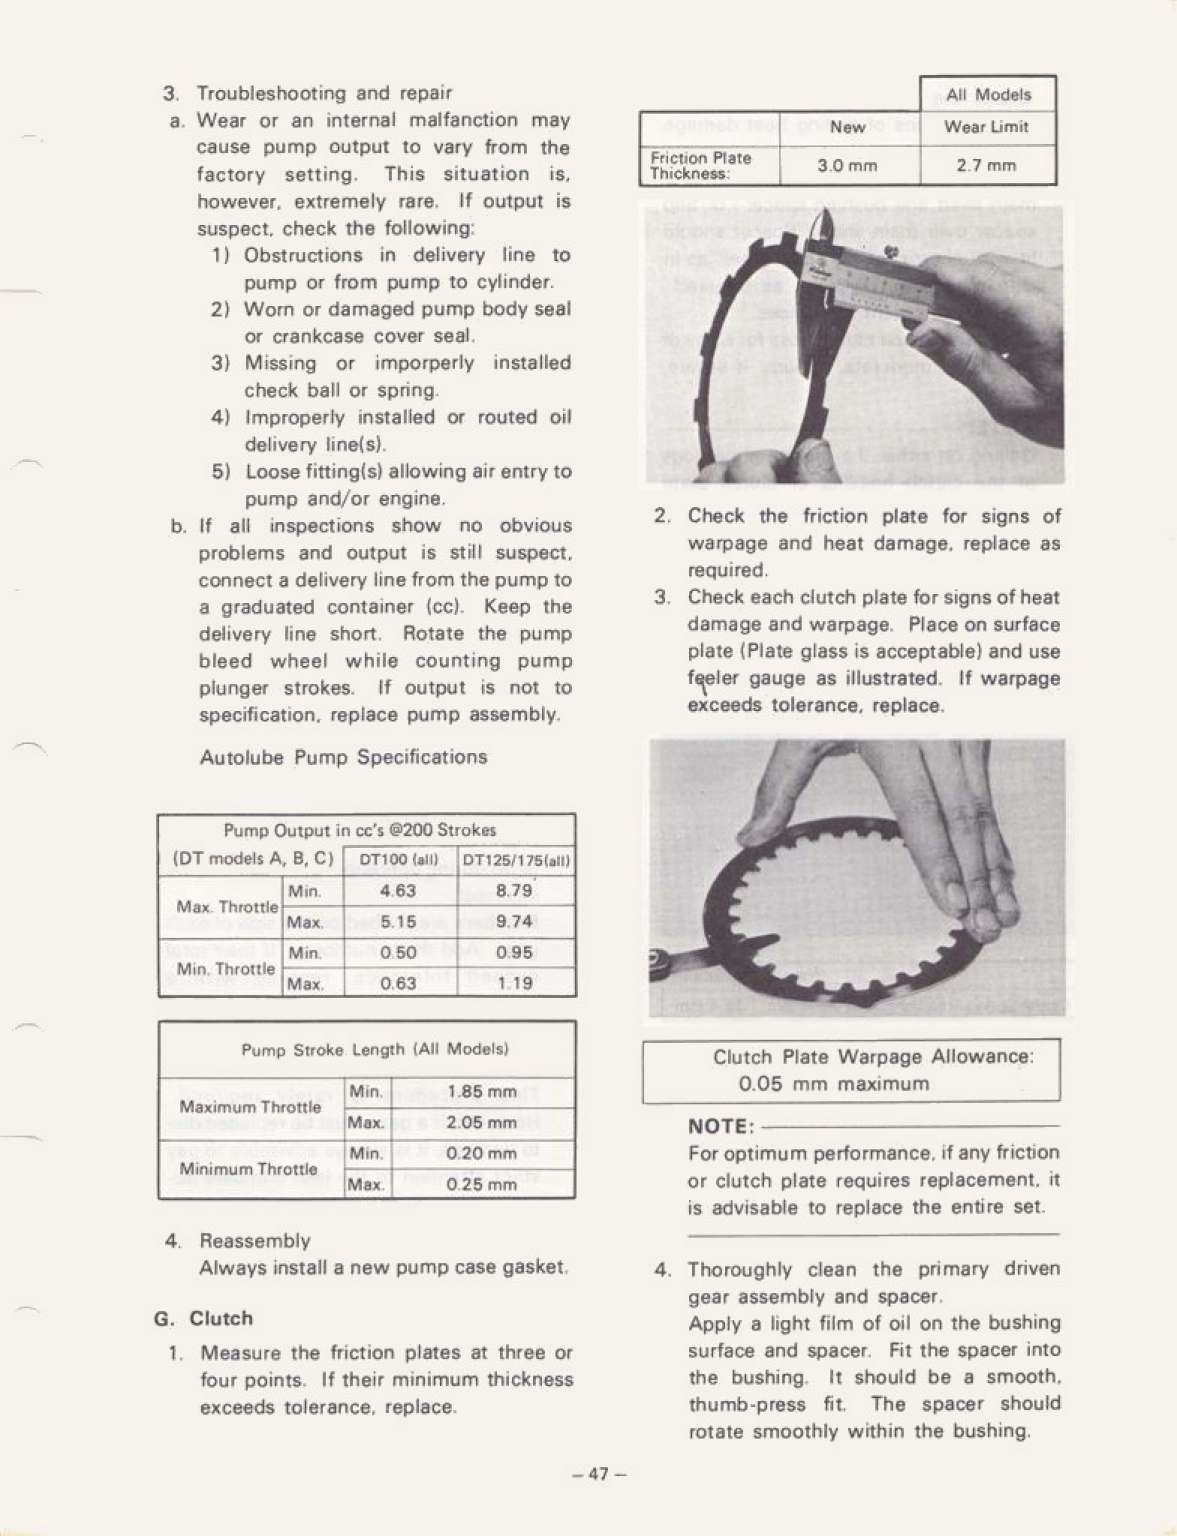 3. Troubleshooting and repair
a. Wear or an internal malfanction may
cause pump output to vary from the
factory setting. This situation is,
however, extremely rare. If output is
suspect, check the following:
1) Obstructions in delivery line to
pump or from pump to cylinder.
2) Worn or damaged pump body seal
or crankcase cover seal.
3) Missing or imporperly installed
check ball or spring.
4) Improperly installed or routed oil
delivery line(s).
5) Loose fitting(s) allowing air entry to
pump and/or engine.
b. If all inspections show no obvious
problems and output is still suspect,
connect a delivery line from the pump to
a graduated container (cc). Keep the
delivery line short. Rotate the pump
bleed wheel while counting pump
plunger strokes. If output is not to
specification, replace pump assembly.
Autolube Pump Specifications
Pump Output in cc's @200 Strokes
(DT models A, B, C) DT100 (all) DT125/175(all)
Max. Throttle Min. 4.63 8.79
Max. 5.15 9.74
Min. Throttle Min. 0.50 0.95
Max. 0.63 1.19
Pump Stroke Length (All Models)
Maximum Throttle Min. 1.85 mm
Max. 2.05 mm
Minimum Throttle Min. 0.20 mm
Max. 0.25 mm
4. Reassembly
Always install a new pump case gasket.
G. Clutch
1. Measure the friction plates at three or
four points. If their minimum thickness
exceeds tolerance, replace.
All Models
New Wear Limit
Friction Plate
Thickness: 3.0 mm 2.7 mm
2. Check the friction plate for signs of
warpage and heat damage, replace as
required.
3. Check each clutch plate for signs of heat
damage and warpage. Place on surface
plate (Plate glass is acceptable) and use
feeler gauge as illustrated. If warpage
exceeds tolerance, replace.
Clutch Plate Warpage Allowance:
0.05 mm maximum
NOTE:
For optimum performance, if any friction
or clutch plate requires replacement, it
is advisable to replace the entire set.
4. Thoroughly clean the primary driven
gear assembly and spacer.
Apply a light film of oil on the bushing
surface and spacer. Fit the spacer into
the bushing. It should be a smooth,
thumb-press fit. The spacer should
rotate smoothly within the bushing.
– 47 –